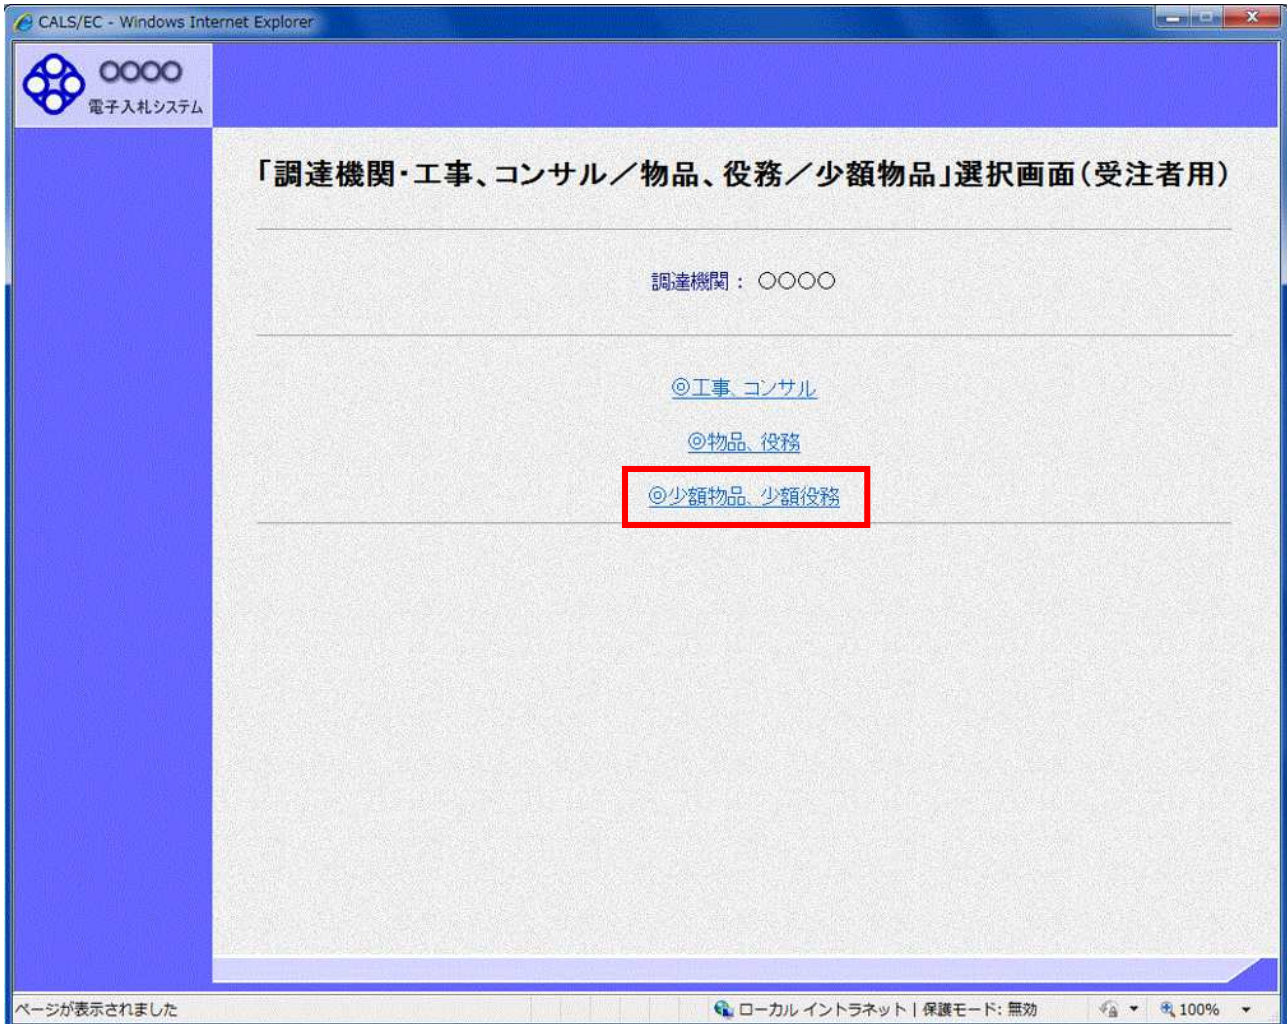 CALS/EC - Windows Internet Explorer
○○○○
電子入札システム
「調達機関・工事、コンサル／物品、役務／少額物品」選択画面（受注者用）
調達機関： ○○○○
◎工事、コンサル
◎物品、役務
◎少額物品、少額役務
ページが表示されました
ローカル イントラネット | 保護モード: 無効
100%